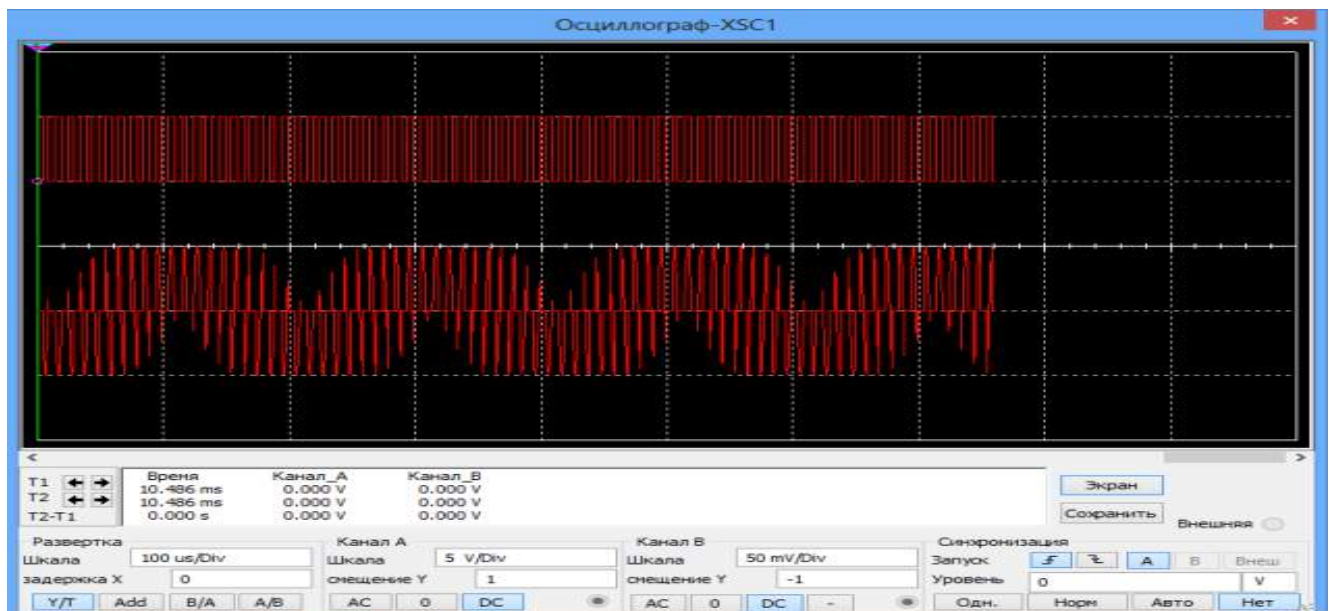 Осциллограф-XSC1
Время Канал_A Канал_B
T1 10.486 ms 0.000 V 0.000 V
T2 10.486 ms 0.000 V 0.000 V
T2-T1 0.000 s 0.000 V 0.000 V
Экран
Сохранить
Внешняя
Развертка Канал A Канал B Синхронизация
Шкала 100 us/Div Шкала 5 V/Div Шкала 50 mV/Div Запуск A B Внеш
задержка X 0 смещение Y 1 смещение Y -1 Уровень 0 V
Y/T Add B/A A/B AC 0 DC AC 0 DC - Одн. Норм Авто Нет